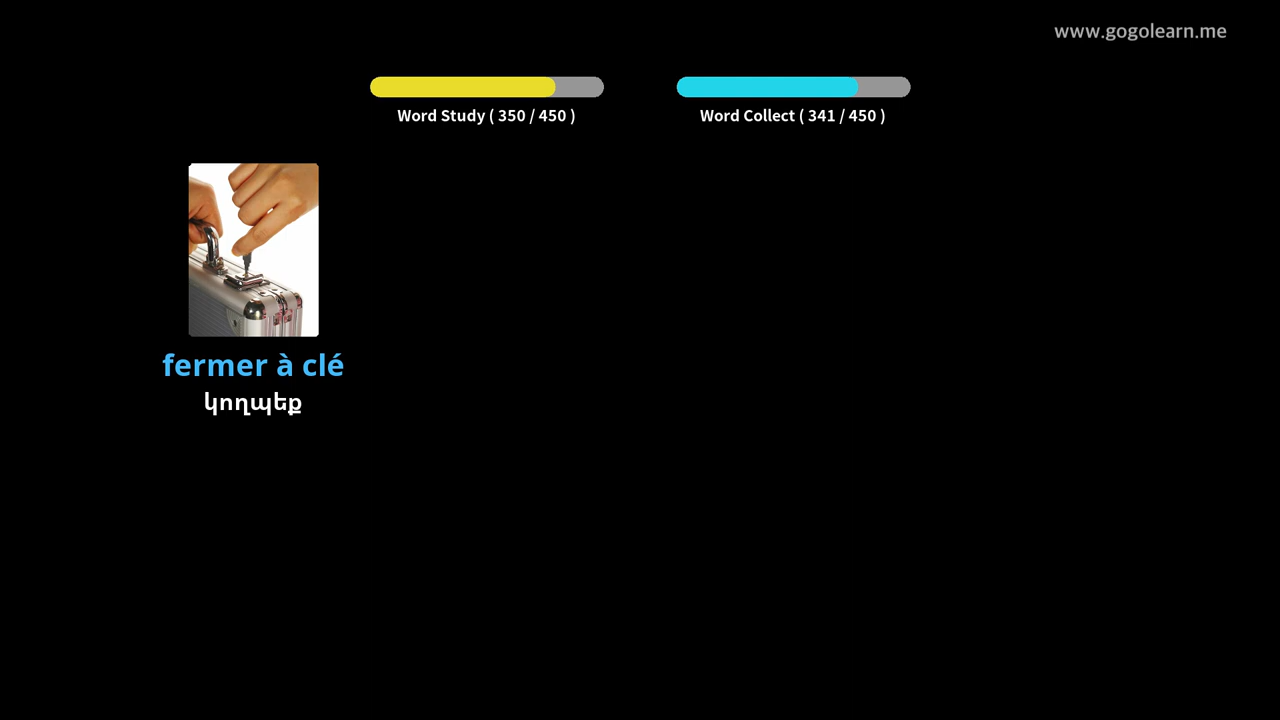 www.gogolearn.me
Word Study ( 350 / 450 )
Word Collect ( 341 / 450 )
fermer à clé
կողպեք